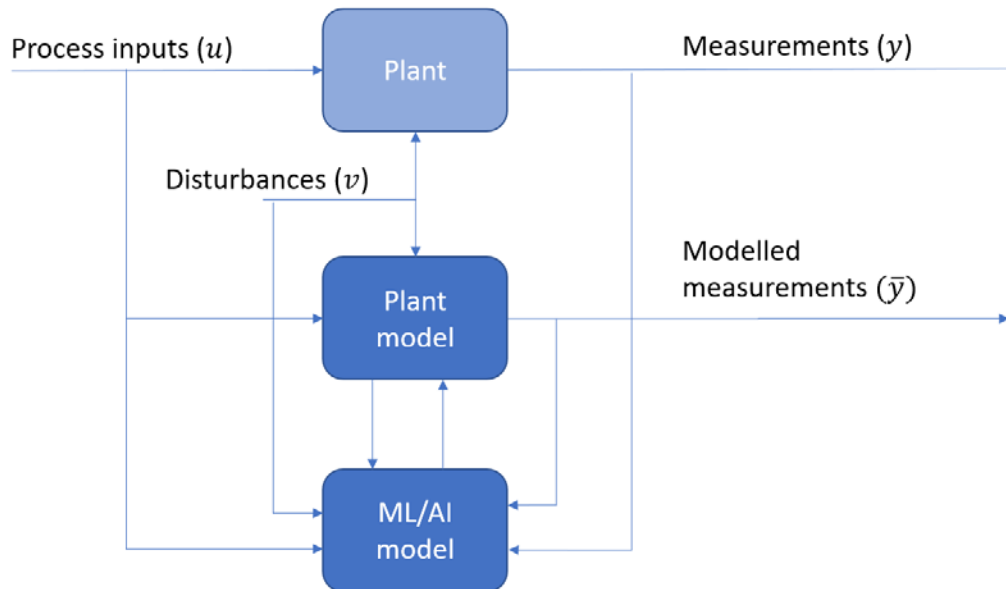 Process inputs (u)
Plant
Measurements (y)
Disturbances (v)
Plant
model
Modelled
measurements (ȳ)
ML/AI
model